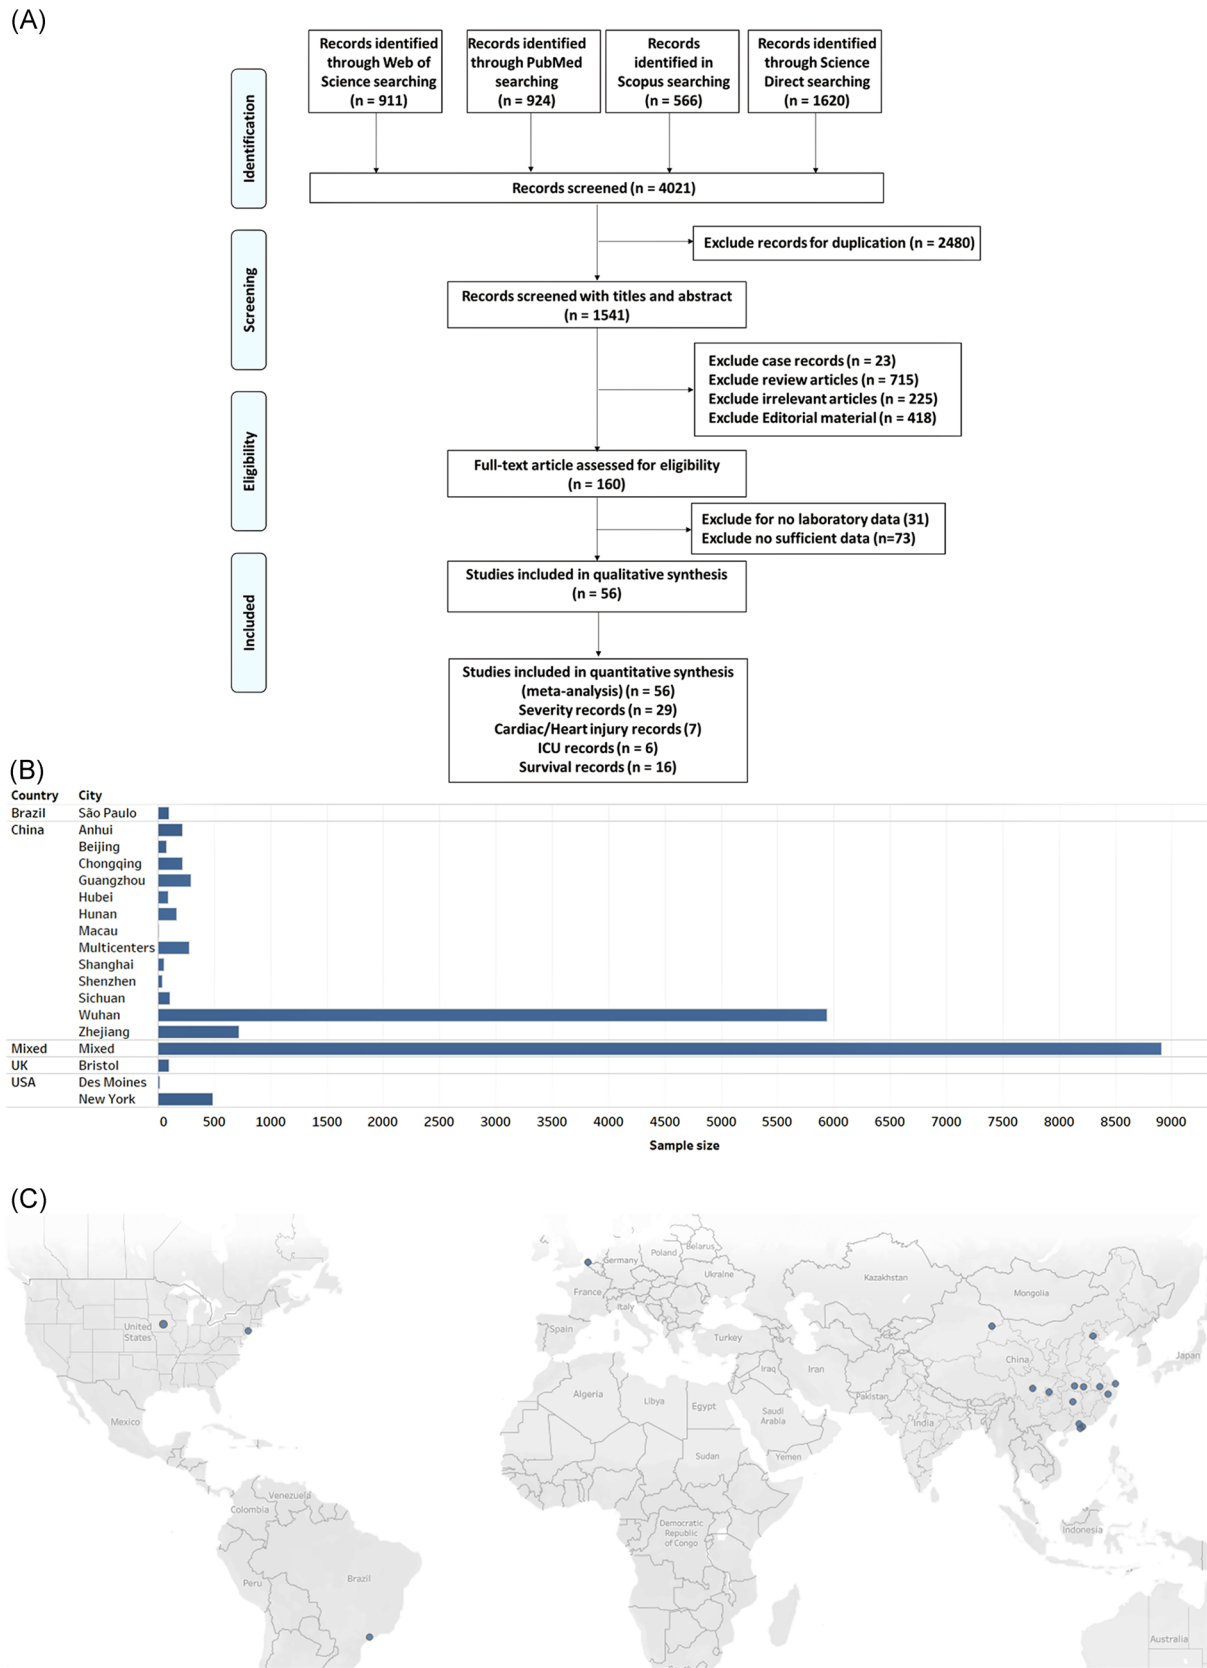 (A)
Records identified
through Web of
Science searching
(n = 911)
Records identified
through PubMed
searching
(n = 924)
Records
identified in
Scopus searching
(n = 566)
Records identified
through Science
Direct searching
(n = 1620)
Identification
Records screened (n = 4021)
Screening
Exclude records for duplication (n = 2480)
Records screened with titles and abstract
(n = 1541)
Exclude case records (n = 23)
Exclude review articles (n = 715)
Exclude irrelevant articles (n = 225)
Exclude Editorial material (n = 418)
Eligibility
Full-text article assessed for eligibility
(n = 160)
Exclude for no laboratory data (31)
Exclude no sufficient data (n=73)
Included
Studies included in qualitative synthesis
(n = 56)
Studies included in quantitative synthesis
(meta-analysis) (n = 56)
Severity records (n = 29)
Cardiac/Heart injury records (7)
ICU records (n = 6)
Survival records (n = 16)
(B)
Country City
Brazil São Paulo
China Anhui
Beijing
Chongqing
Guangzhou
Hubei
Hunan
Macau
Multicenters
Shanghai
Shenzhen
Sichuan
Wuhan
Zhejiang
Mixed Mixed
UK Bristol
USA Des Moines
New York
0 500 1000 1500 2000 2500 3000 3500 4000 4500 5000 5500 6000 6500 7000 7500 8000 8500 9000
Sample size
(C)
United
States
Mexico
Venezuela
Colombia
Peru
Brazil
Germany
Poland
Belarus
Ukraine
France
Italy
Spain
Turkey
Kazakhstan
Mongolia
China
Japan
Iraq
Iran
Pakistan
India
Algeria
Libya
Egypt
Saudi
Arabia
Yemen
Sudan
Democratic
Republic
of Congo
Indonesia
Australia